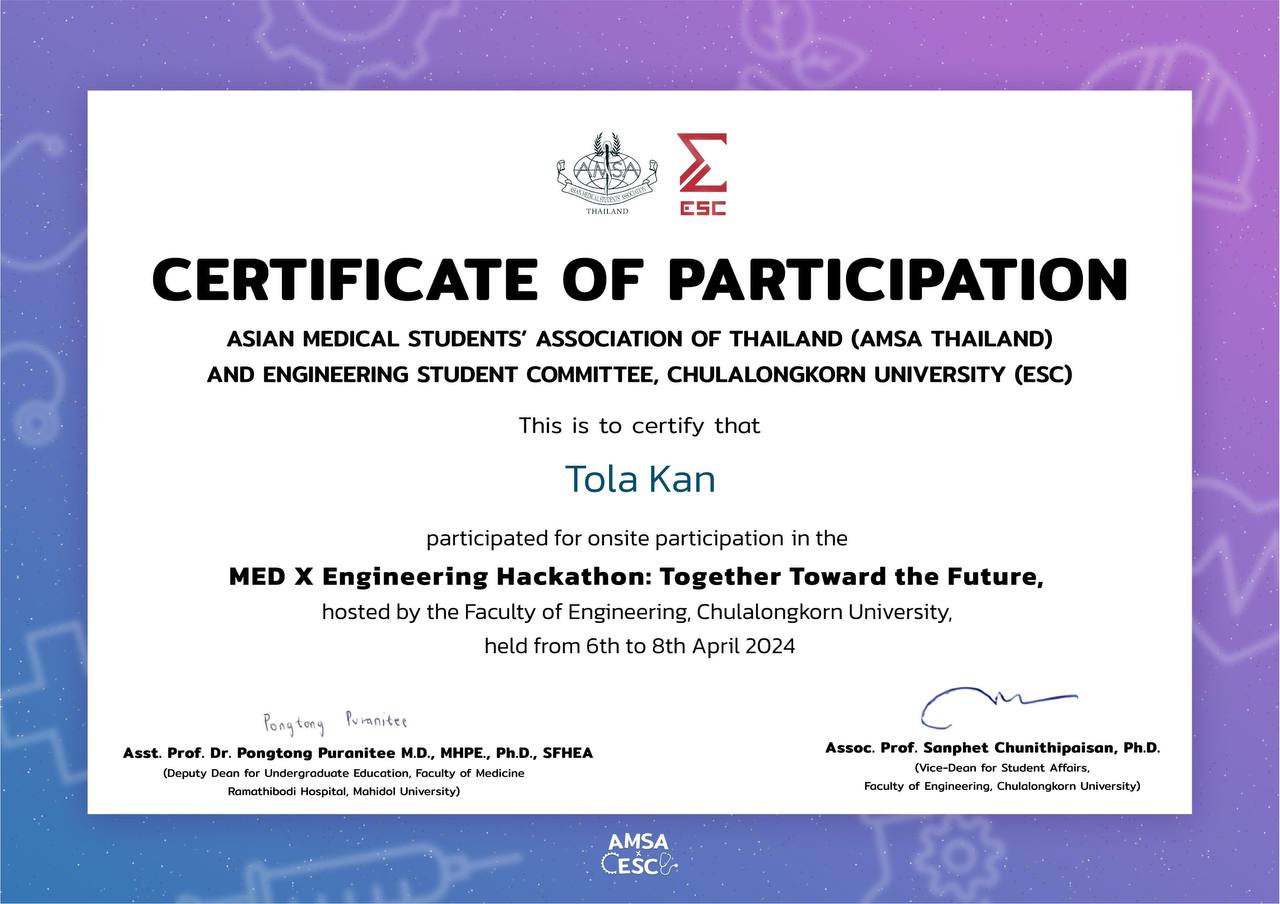 AMSA
ASIAN MEDICAL STUDENTS' ASSOCIATION
THAILAND
ESC
CERTIFICATE OF PARTICIPATION
ASIAN MEDICAL STUDENTS’ ASSOCIATION OF THAILAND (AMSA THAILAND)
AND ENGINEERING STUDENT COMMITTEE, CHULALONGKORN UNIVERSITY (ESC)
This is to certify that
Tola Kan
participated for onsite participation in the
MED X Engineering Hackathon: Together Toward the Future,
hosted by the Faculty of Engineering, Chulalongkorn University,
held from 6th to 8th April 2024
Pongtong Puranitee
Asst. Prof. Dr. Pongtong Puranitee M.D., MHPE., Ph.D., SFHEA
(Deputy Dean for Undergraduate Education, Faculty of Medicine
Ramathibodi Hospital, Mahidol University)
Assoc. Prof. Sanphet Chunithipaisan, Ph.D.
(Vice-Dean for Student Affairs,
Faculty of Engineering, Chulalongkorn University)
AMSA
×
ESC